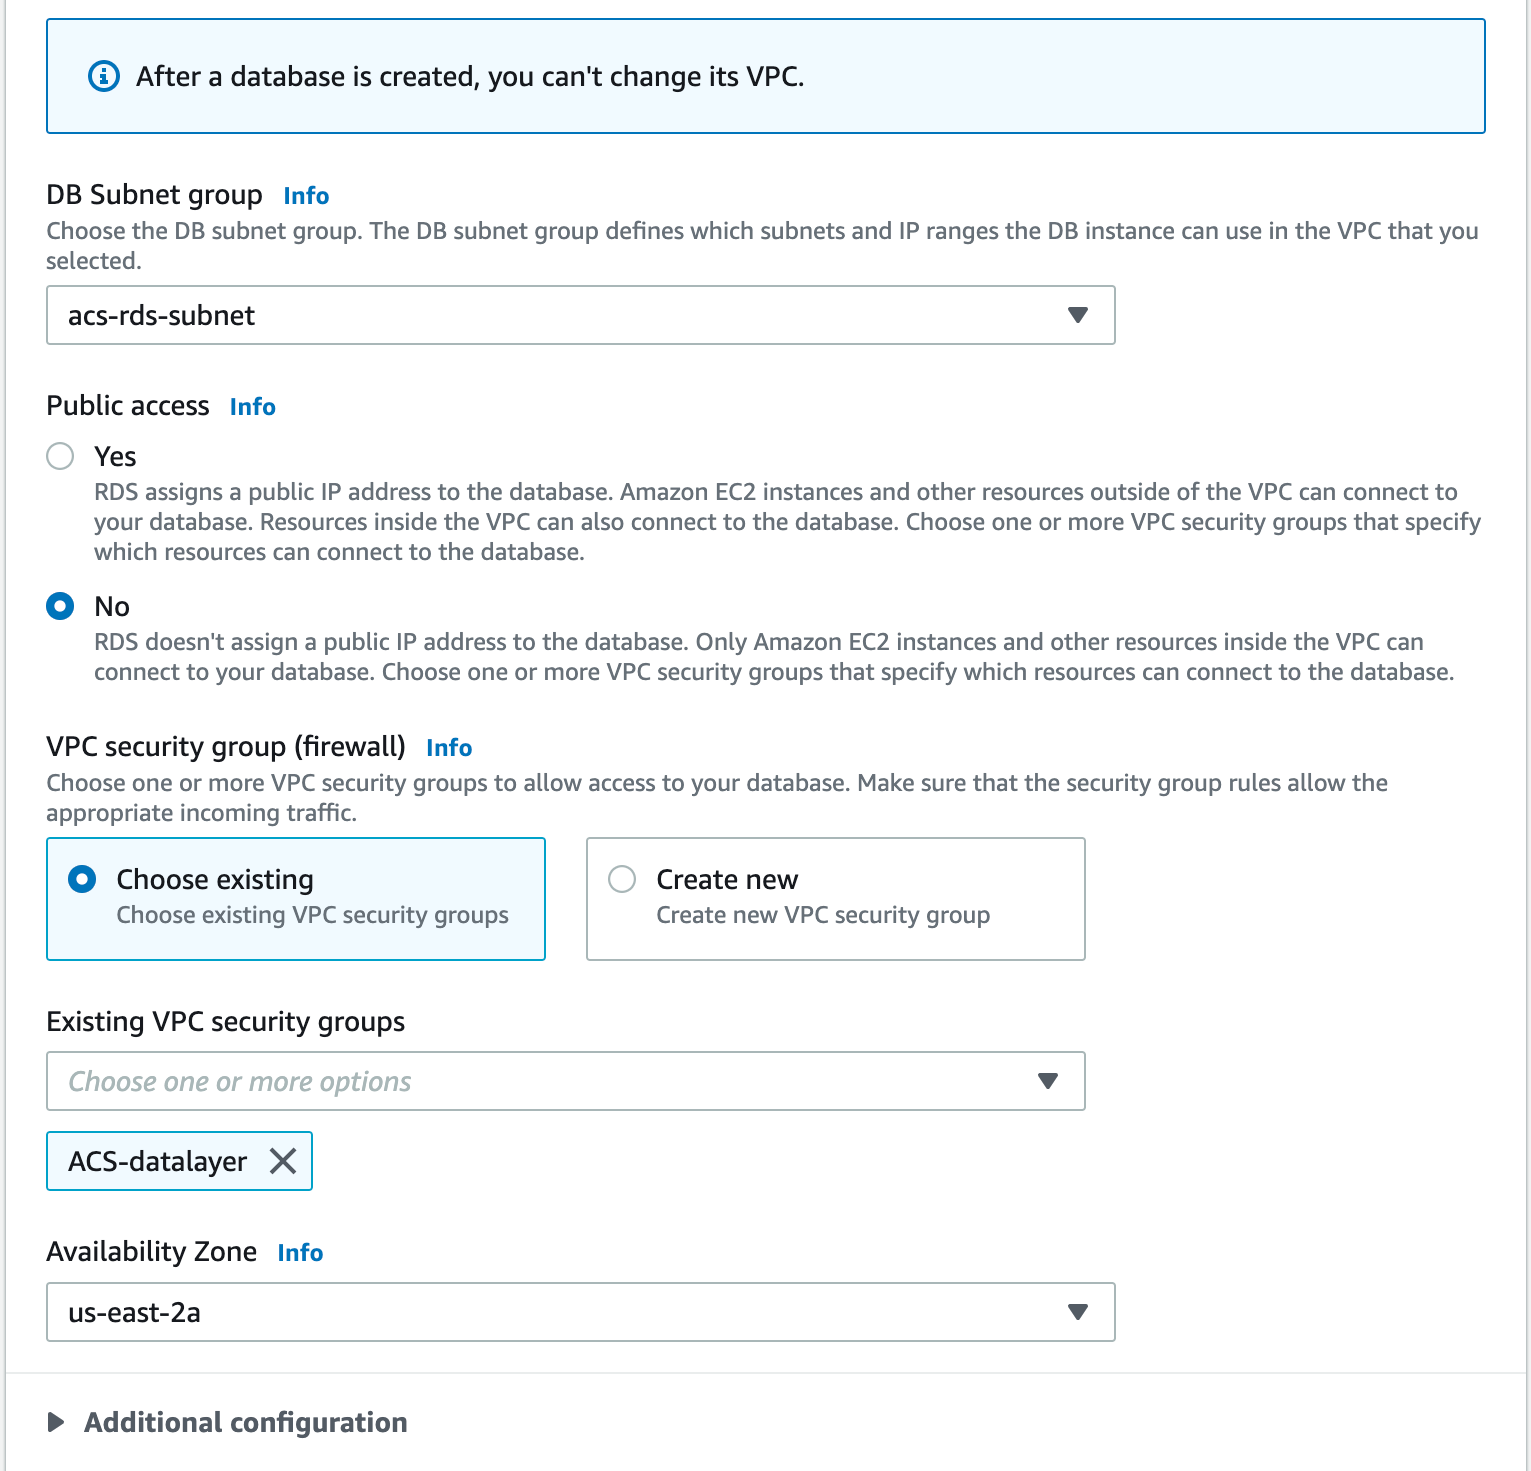 After a database is created, you can't change its VPC.
DB Subnet group Info
Choose the DB subnet group. The DB subnet group defines which subnets and IP ranges the DB instance can use in the VPC that you
selected.
acs-rds-subnet
Public access Info
Yes
RDS assigns a public IP address to the database. Amazon EC2 instances and other resources outside of the VPC can connect to
your database. Resources inside the VPC can also connect to the database. Choose one or more VPC security groups that specify
which resources can connect to the database.
No
RDS doesn't assign a public IP address to the database. Only Amazon EC2 instances and other resources inside the VPC can
connect to your database. Choose one or more VPC security groups that specify which resources can connect to the database.
VPC security group (firewall) Info
Choose one or more VPC security groups to allow access to your database. Make sure that the security group rules allow the
appropriate incoming traffic.
Choose existing
Choose existing VPC security groups
Create new
Create new VPC security group
Existing VPC security groups
Choose one or more options
ACS-datalayer
Availability Zone Info
us-east-2a
Additional configuration